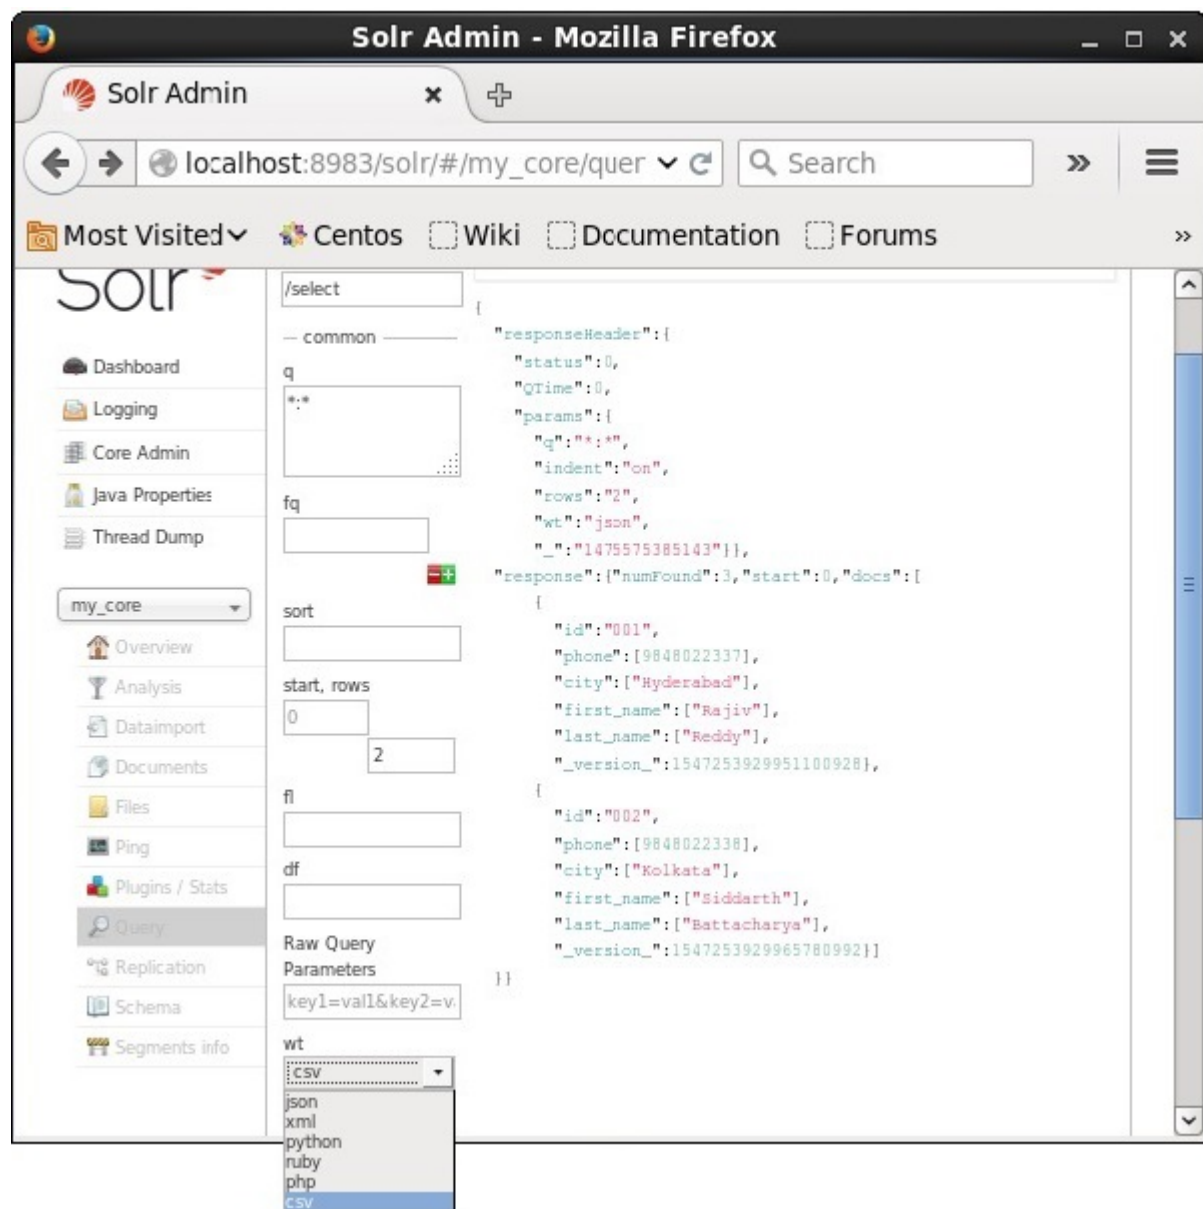 Solr Admin - Mozilla Firefox
Solr Admin
localhost:8983/solr/#/my_core/quer
Search
Most Visited
Centos
Wiki
Documentation
Forums
Solr
Dashboard
Logging
Core Admin
Java Properties
Thread Dump
my_core
Overview
Analysis
Dataimport
Documents
Files
Ping
Plugins / Stats
Query
Replication
Schema
Segments info
/select
common
q
*:*
fq
sort
start, rows
0
2
fl
df
Raw Query
Parameters
key1=val1&key2=v
wt
csv
json
xml
python
ruby
php
csv
{
"responseHeader":{
"status":0,
"QTime":0,
"params":{
"q":"*:*",
"indent":"on",
"rows":"2",
"wt":"json",
"_":"1475575385143"}},
"response":{"numFound":3,"start":0,"docs":[
{
"id":"001",
"phone":[9848022337],
"city":["Hyderabad"],
"first_name":["Rajiv"],
"last_name":["Reddy"],
"_version_":1547253929951100928},
{
"id":"002",
"phone":[9848022338],
"city":["Kolkata"],
"first_name":["Siddarth"],
"last_name":["Battacharya"],
"_version_":1547253929965780992}]
}}